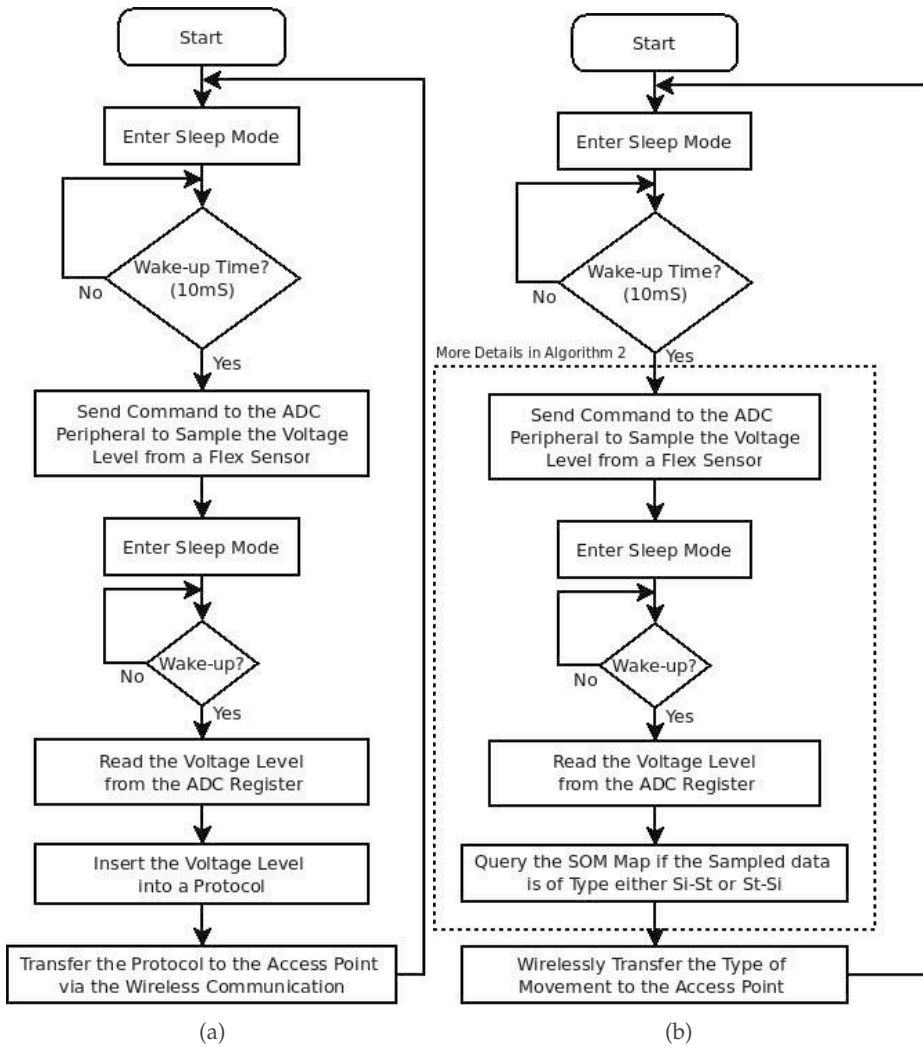 Start
Enter Sleep Mode
Wake-up Time?
(10mS)
No
Yes
Send Command to the ADC
Peripheral to Sample the Voltage
Level from a Flex Sensor
Enter Sleep Mode
Wake-up?
No
Yes
Read the Voltage Level
from the ADC Register
Insert the Voltage Level
into a Protocol
Transfer the Protocol to the Access Point
via the Wireless Communication
(a)
Start
Enter Sleep Mode
Wake-up Time?
(10mS)
No
Yes
More Details in Algorithm 2
Send Command to the ADC
Peripheral to Sample the Voltage
Level from a Flex Sensor
Enter Sleep Mode
Wake-up?
No
Yes
Read the Voltage Level
from the ADC Register
Query the SOM Map if the Sampled data
is of Type either Si-St or St-Si
Wirelessly Transfer the Type of
Movement to the Access Point
(b)